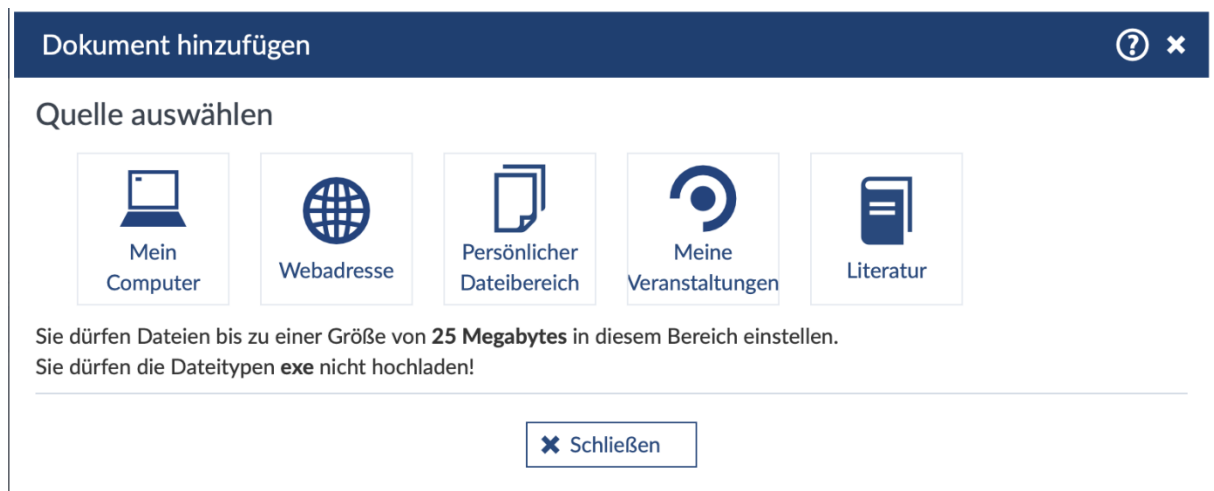 Dokument hinzufügen
Quelle auswählen
Mein
Computer
Webadresse
Persönlicher
Dateibereich
Meine
Veranstaltungen
Literatur
Sie dürfen Dateien bis zu einer Größe von 25 Megabytes in diesem Bereich einstellen.
Sie dürfen die Dateitypen exe nicht hochladen!
Schließen